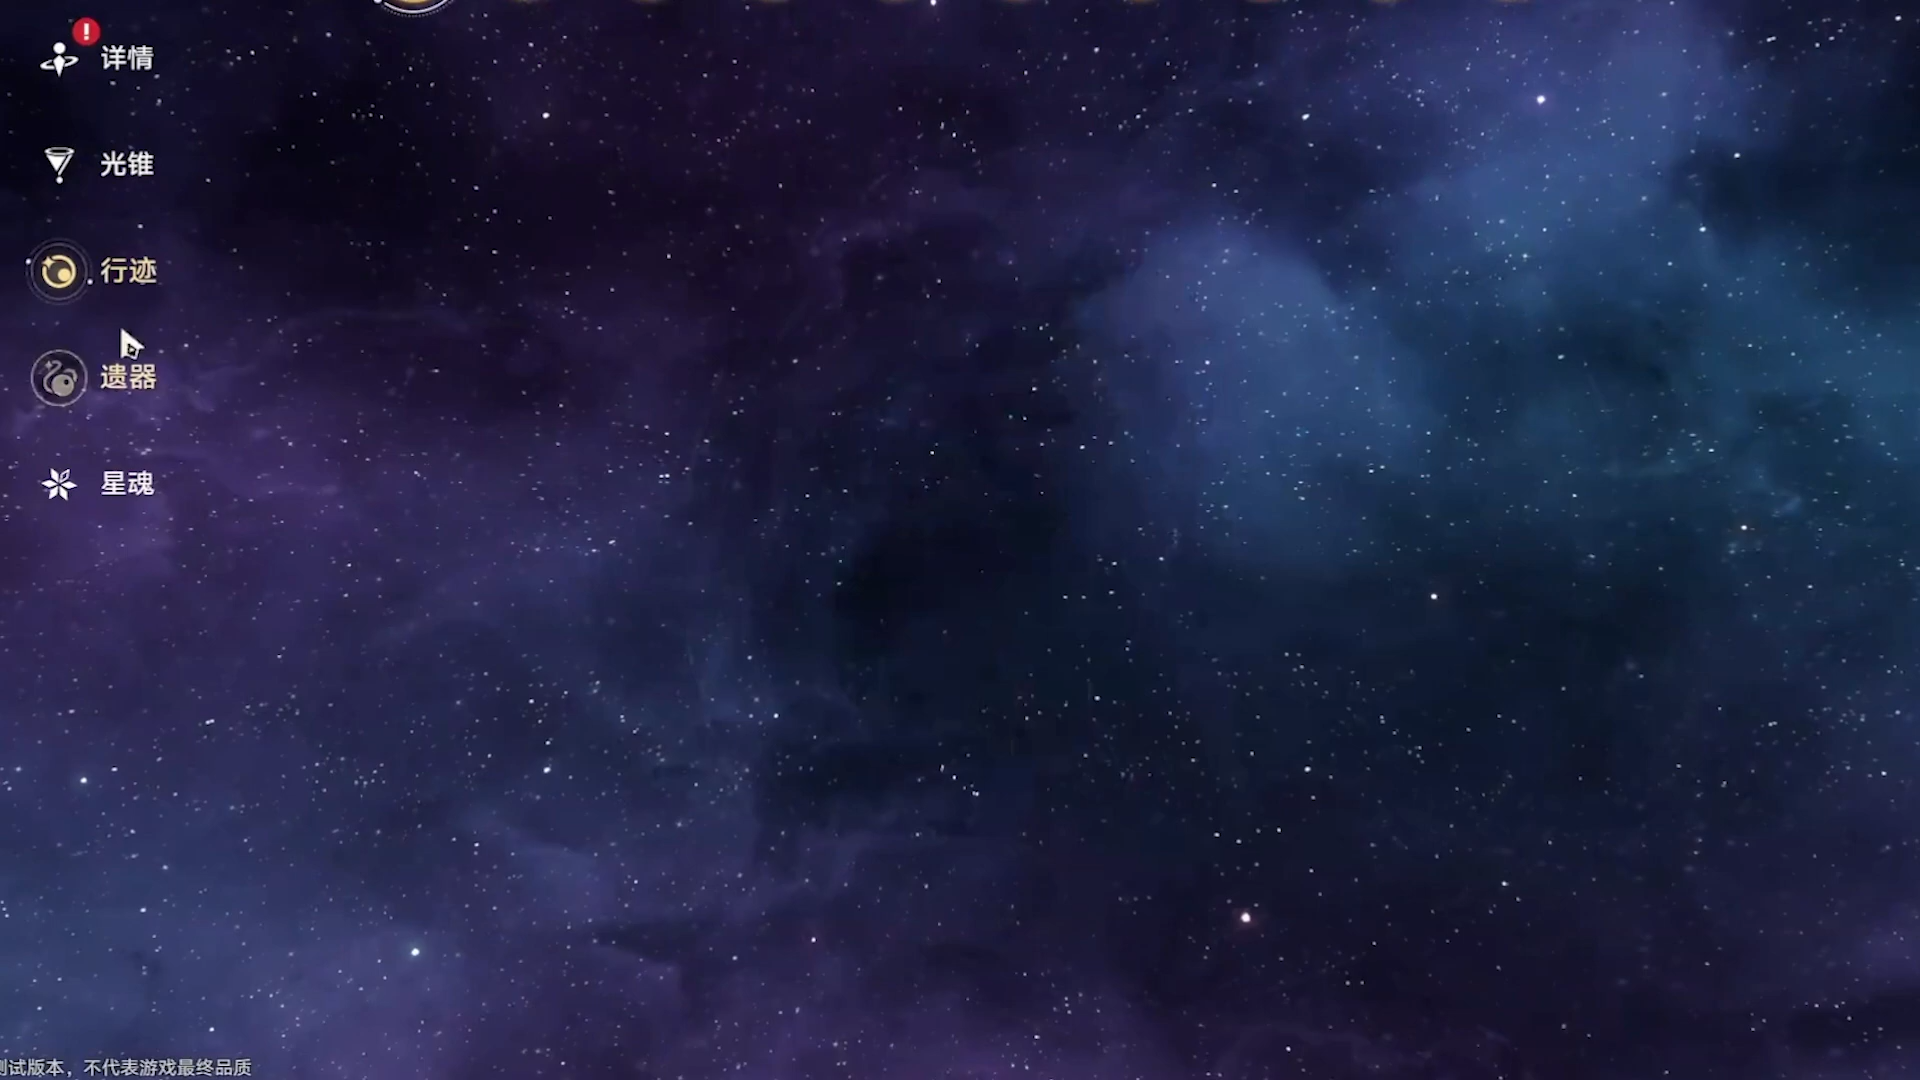 详情
光锥
行迹
遗器
星魂
测试版本，不代表游戏最终品质